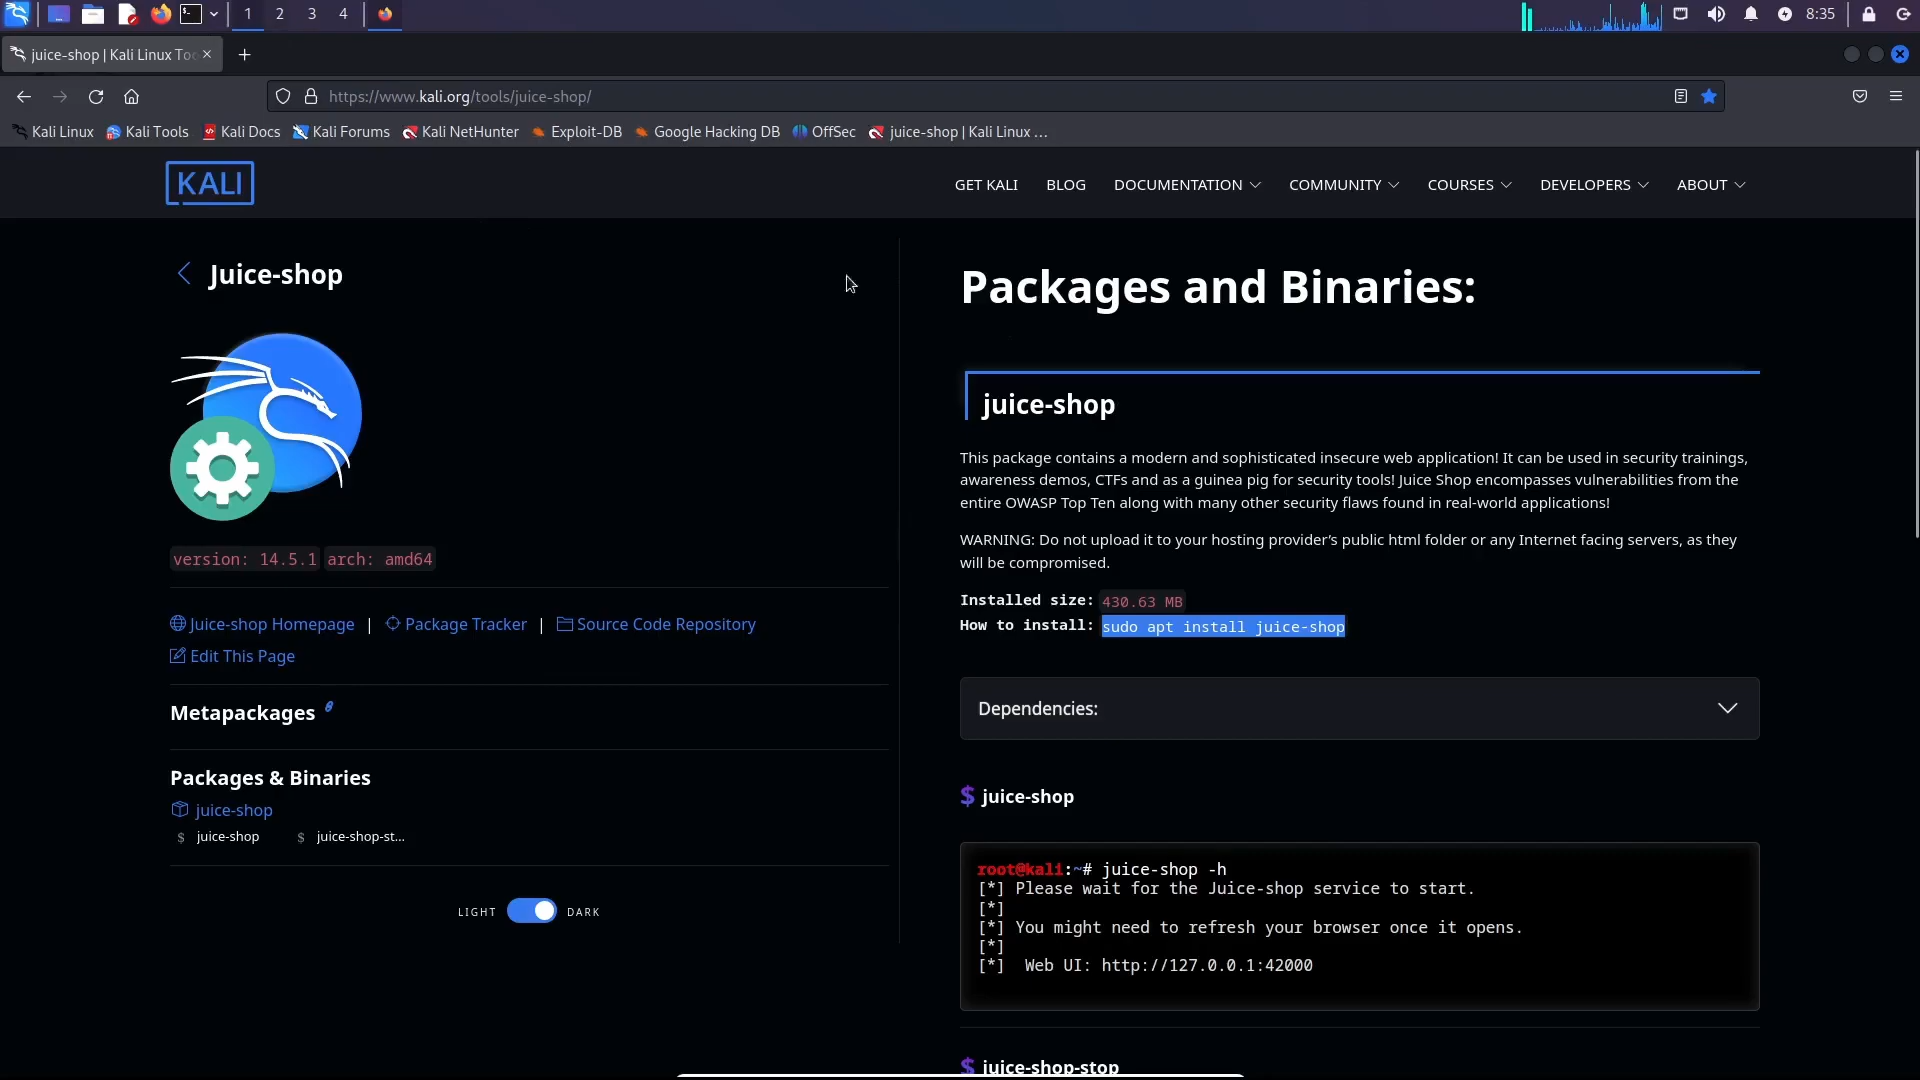 1 2 3 4 8:35
juice-shop | Kali Linux Too
https://www.kali.org/tools/juice-shop/
Kali Linux Kali Tools Kali Docs Kali Forums Kali NetHunter Exploit-DB Google Hacking DB OffSec juice-shop | Kali Linux ...
KALI GET KALI BLOG DOCUMENTATION COMMUNITY COURSES DEVELOPERS ABOUT
Juice-shop
version: 14.5.1 arch: amd64
Juice-shop Homepage | Package Tracker | Source Code Repository
Edit This Page
Metapackages
Packages & Binaries
juice-shop
$ juice-shop $ juice-shop-st...
LIGHT DARK
Packages and Binaries:
juice-shop
This package contains a modern and sophisticated insecure web application! It can be used in security trainings,
awareness demos, CTFs and as a guinea pig for security tools! Juice Shop encompasses vulnerabilities from the
entire OWASP Top Ten along with many other security flaws found in real-world applications!
WARNING: Do not upload it to your hosting provider’s public html folder or any Internet facing servers, as they
will be compromised.
Installed size: 430.63 MB
How to install: sudo apt install juice-shop
Dependencies:
$ juice-shop
root@kali:~# juice-shop -h
[*] Please wait for the Juice-shop service to start.
[*]
[*] You might need to refresh your browser once it opens.
[*]
[*]  Web UI: http://127.0.0.1:42000
$ juice-shop-stop